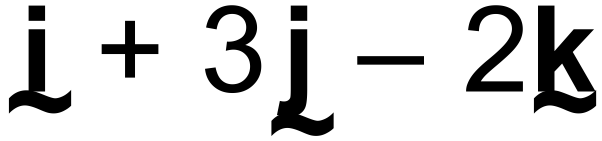 ḭ + 3j̰ − 2k̰